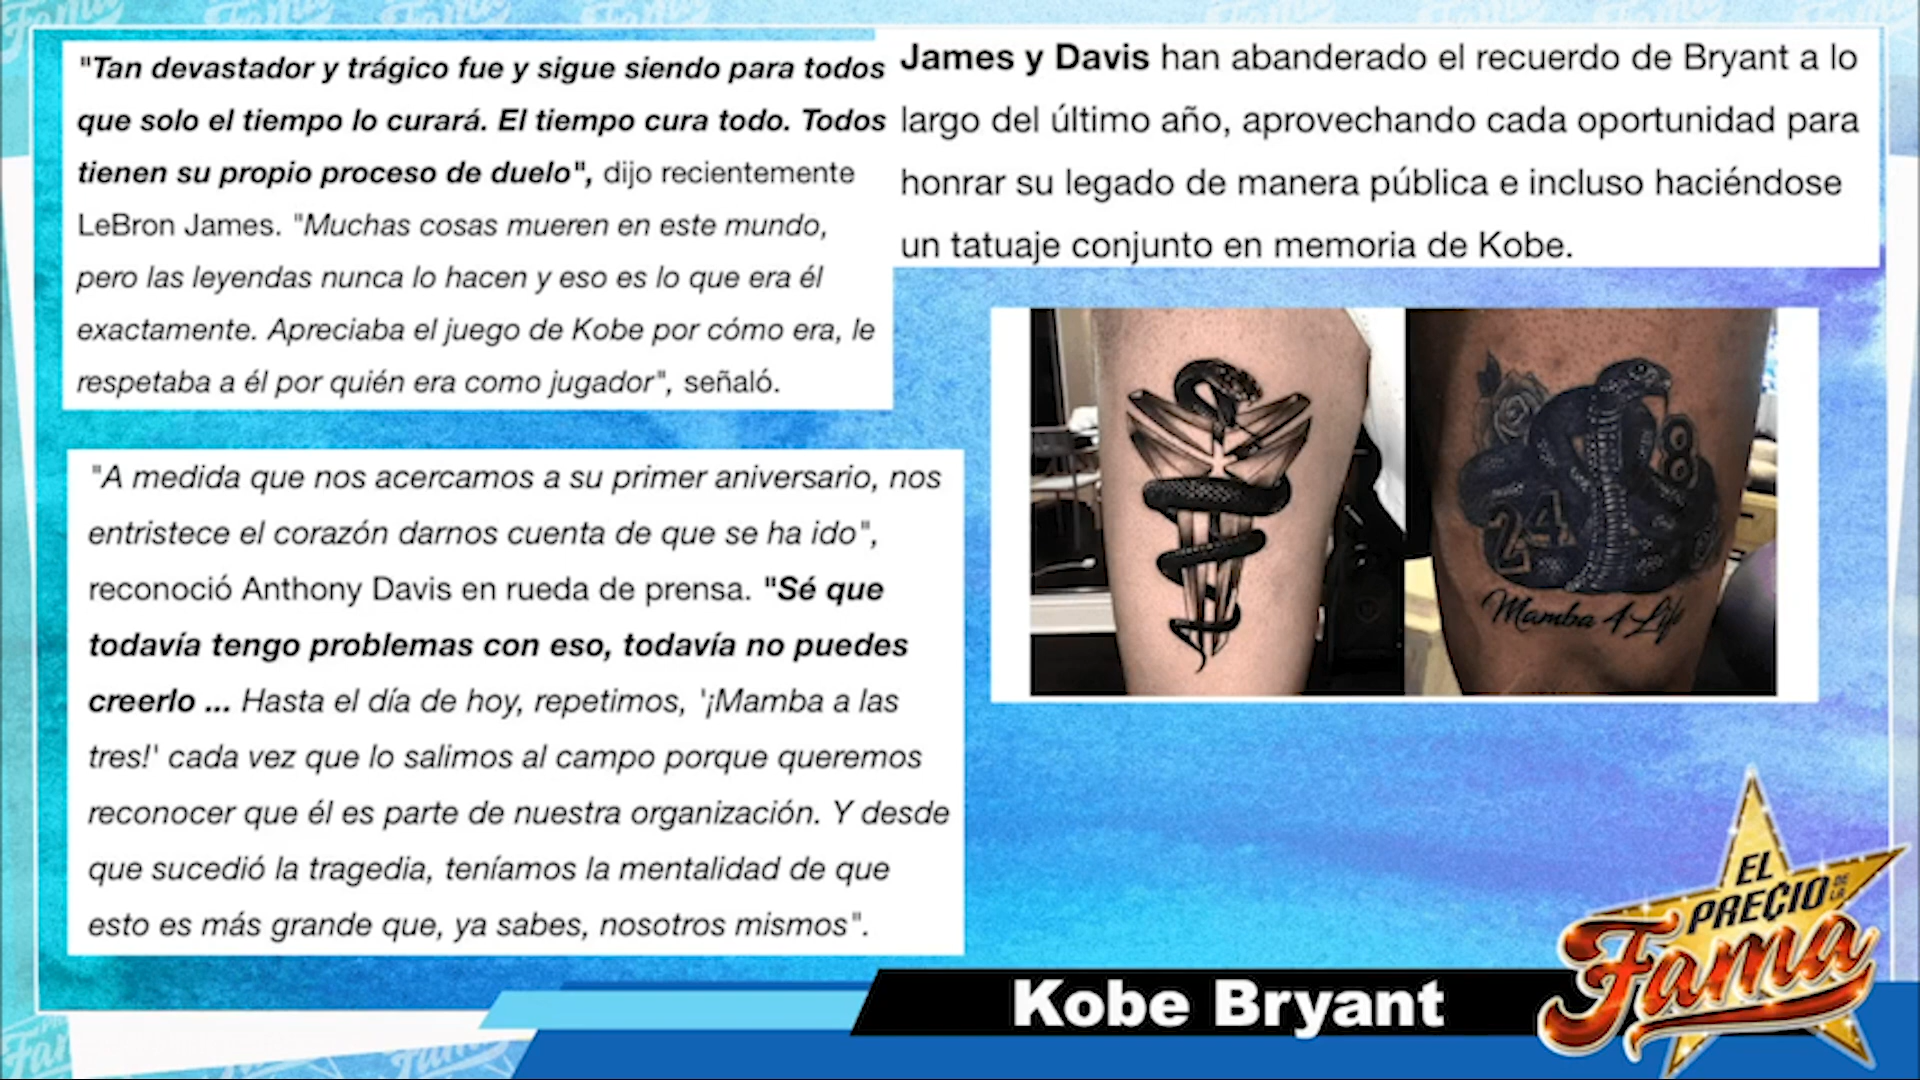 "Tan devastador y trágico fue y sigue siendo para todos
que solo el tiempo lo curará. El tiempo cura todo. Todos
tienen su propio proceso de duelo", dijo recientemente
LeBron James. "Muchas cosas mueren en este mundo,
pero las leyendas nunca lo hacen y eso es lo que era él
exactamente. Apreciaba el juego de Kobe por cómo era, le
respetaba a él por quién era como jugador", señaló.
James y Davis han abanderado el recuerdo de Bryant a lo
largo del último año, aprovechando cada oportunidad para
honrar su legado de manera pública e incluso haciéndose
un tatuaje conjunto en memoria de Kobe.
"A medida que nos acercamos a su primer aniversario, nos
entristece el corazón darnos cuenta de que se ha ido",
reconoció Anthony Davis en rueda de prensa. "Sé que
todavía tengo problemas con eso, todavía no puedes
creerlo ... Hasta el día de hoy, repetimos, '¡Mamba a las
tres!' cada vez que lo salimos al campo porque queremos
reconocer que él es parte de nuestra organización. Y desde
que sucedió la tragedia, teníamos la mentalidad de que
esto es más grande que, ya sabes, nosotros mismos".
8
24
Mamba 4 Life
Kobe Bryant
EL
PRECIO DE LA
Fama